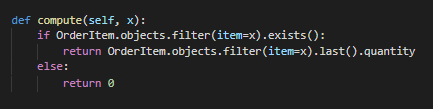 def compute(self, x):
    if OrderItem.objects.filter(item=x).exists():
        return OrderItem.objects.filter(item=x).last().quantity
    else:
        return 0